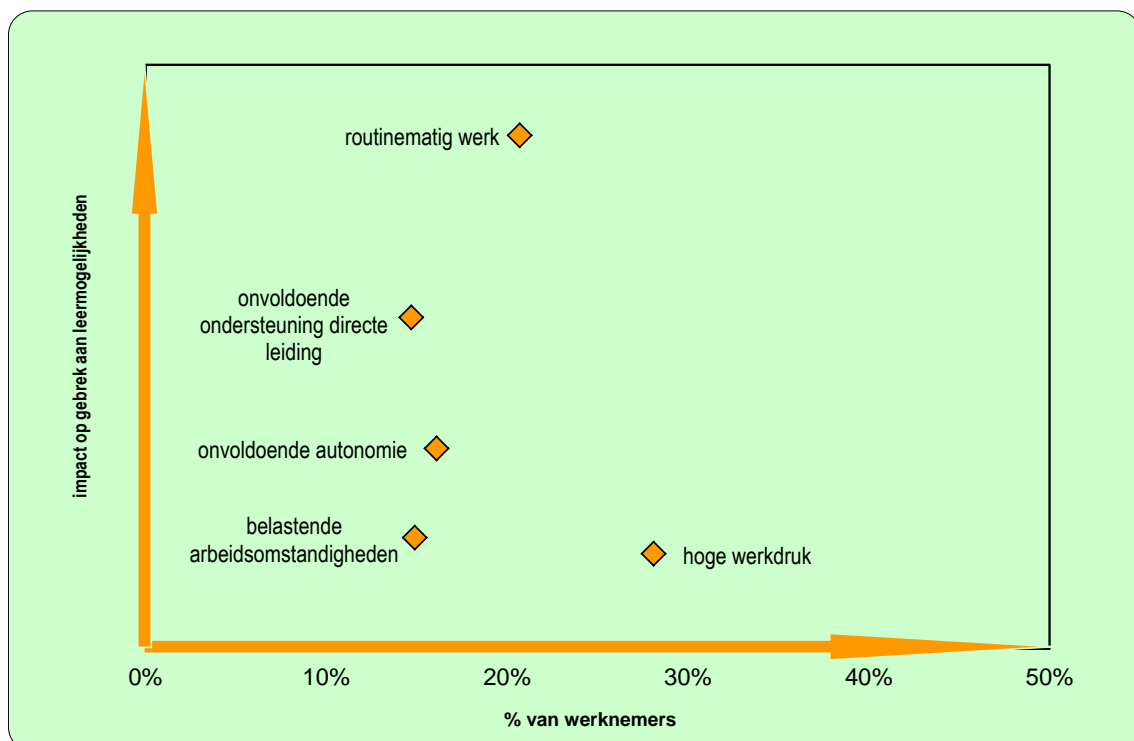 routinematig werk
impact op gebrek aan leermogelijkheden
onvoldoende
ondersteuning directe
leiding
onvoldoende autonomie
belastende
arbeidsomstandigheden
hoge werkdruk
0%
10%
20%
30%
40%
50%
% van werknemers